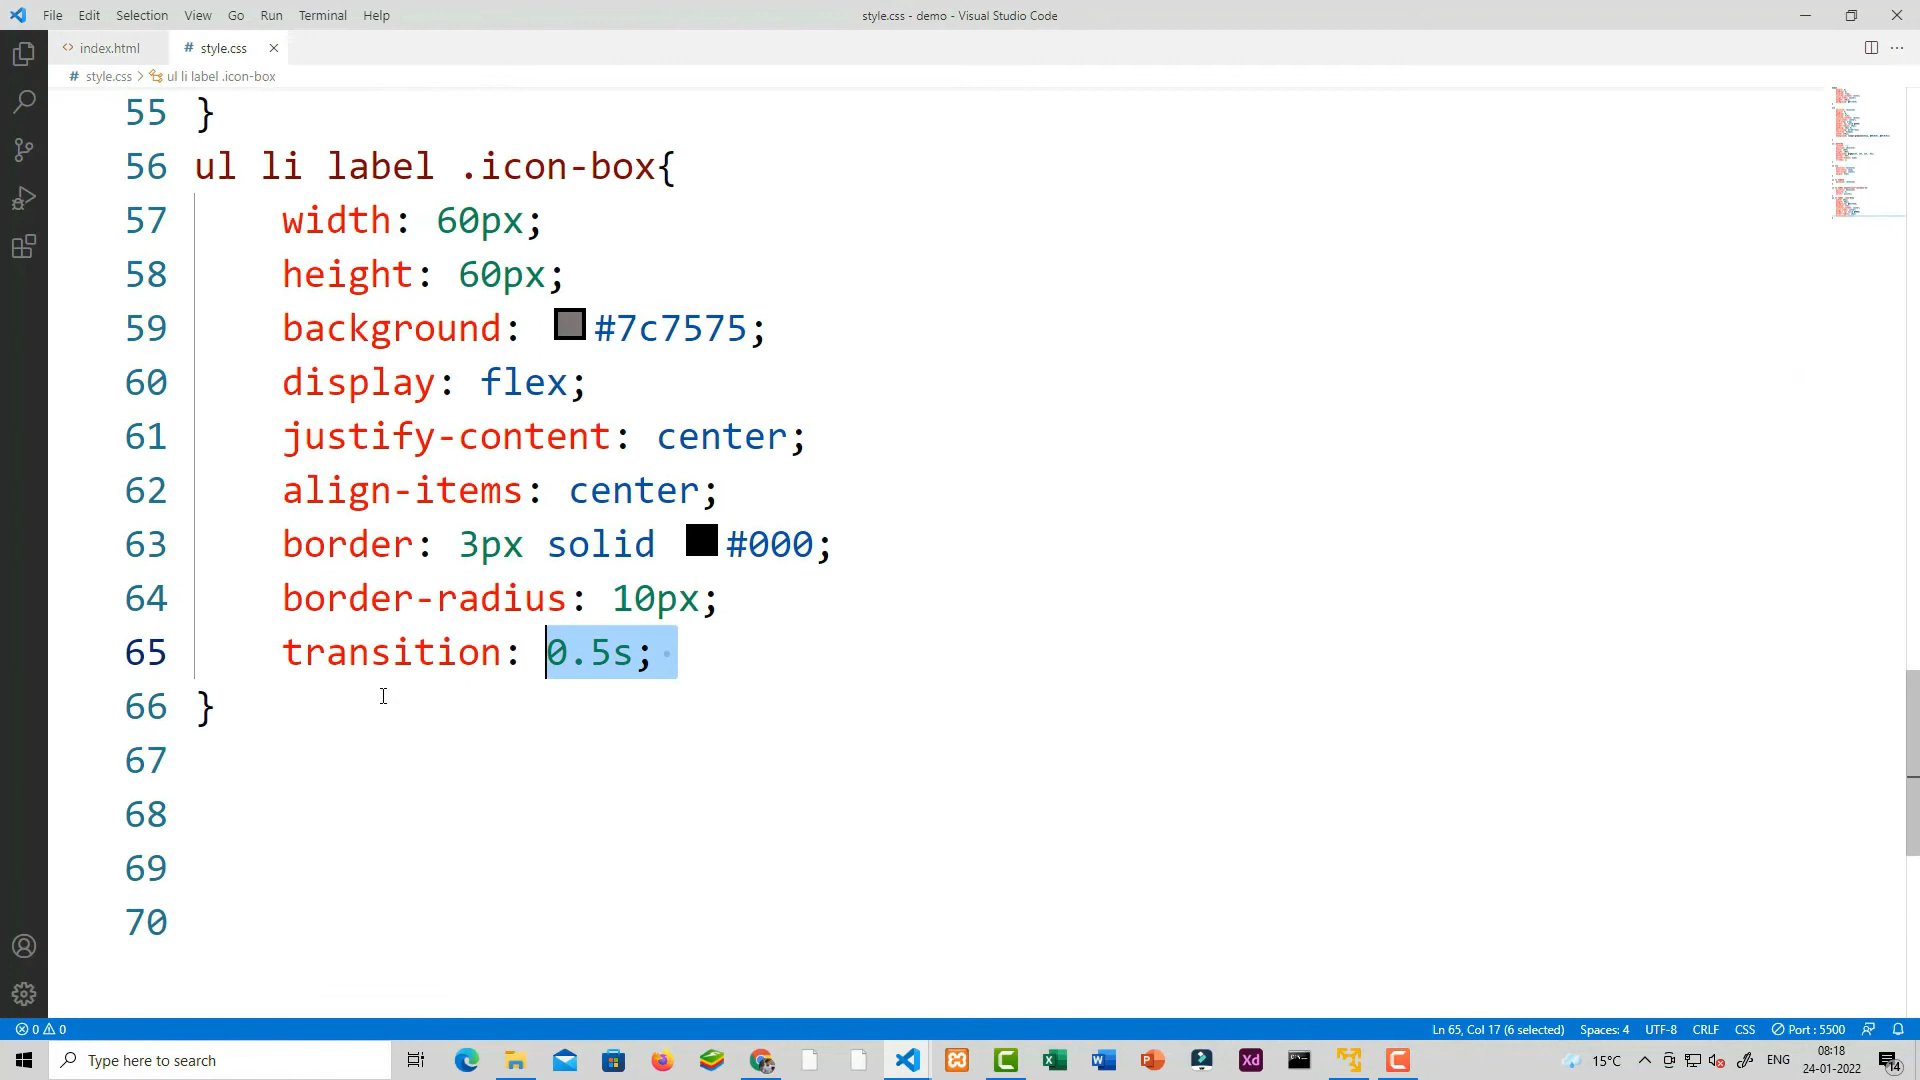 File Edit Selection View Go Run Terminal Help
style.css - demo - Visual Studio Code
<> index.html
# style.css ×
# style.css > ul li label .icon-box
55 }
56 ul li label .icon-box{
57 width: 60px;
58 height: 60px;
59 background: #7c7575;
60 display: flex;
61 justify-content: center;
62 align-items: center;
63 border: 3px solid #000;
64 border-radius: 10px;
65 transition: 0.5s;
66 }
67
68
69
70
0 0
Ln 65, Col 17 (6 selected) Spaces: 4 UTF-8 CRLF CSS Port : 5500
Type here to search
Xd
15°C
ENG
08:18
24-01-2022
14